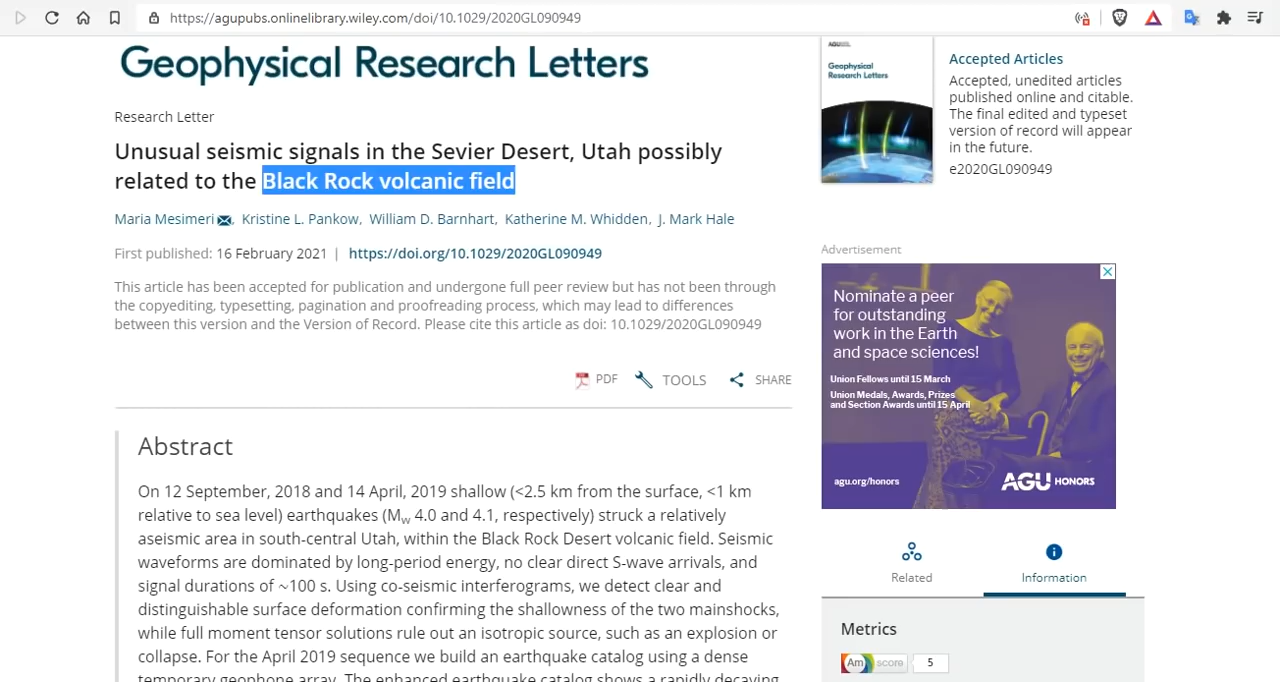 https://agupubs.onlinelibrary.wiley.com/doi/10.1029/2020GL090949
Geophysical Research Letters
Research Letter
Unusual seismic signals in the Sevier Desert, Utah possibly
related to the Black Rock volcanic field
Maria Mesimeri, Kristine L. Pankow, William D. Barnhart, Katherine M. Whidden, J. Mark Hale
First published: 16 February 2021 | https://doi.org/10.1029/2020GL090949
This article has been accepted for publication and undergone full peer review but has not been through
the copyediting, typesetting, pagination and proofreading process, which may lead to differences
between this version and the Version of Record. Please cite this article as doi: 10.1029/2020GL090949
PDF TOOLS SHARE
Abstract
On 12 September, 2018 and 14 April, 2019 shallow (<2.5 km from the surface, <1 km
relative to sea level) earthquakes (Mw 4.0 and 4.1, respectively) struck a relatively
aseismic area in south-central Utah, within the Black Rock Desert volcanic field. Seismic
waveforms are dominated by long-period energy, no clear direct S-wave arrivals, and
signal durations of ~100 s. Using co-seismic interferograms, we detect clear and
distinguishable surface deformation confirming the shallowness of the two mainshocks,
while full moment tensor solutions rule out an isotropic source, such as an explosion or
collapse. For the April 2019 sequence we build an earthquake catalog using a dense
temporary geophone array. The enhanced earthquake catalog shows a rapidly decaying
AGU
Geophysical
Research Letters
Accepted Articles
Accepted, unedited articles
published online and citable.
The final edited and typeset
version of record will appear
in the future.
e2020GL090949
Advertisement
Nominate a peer
for outstanding
work in the Earth
and space sciences!
Union Fellows until 15 March
Union Medals, Awards, Prizes
and Section Awards until 15 April
agu.org/honors
AGU HONORS
Related
Information
Metrics
Am score 5